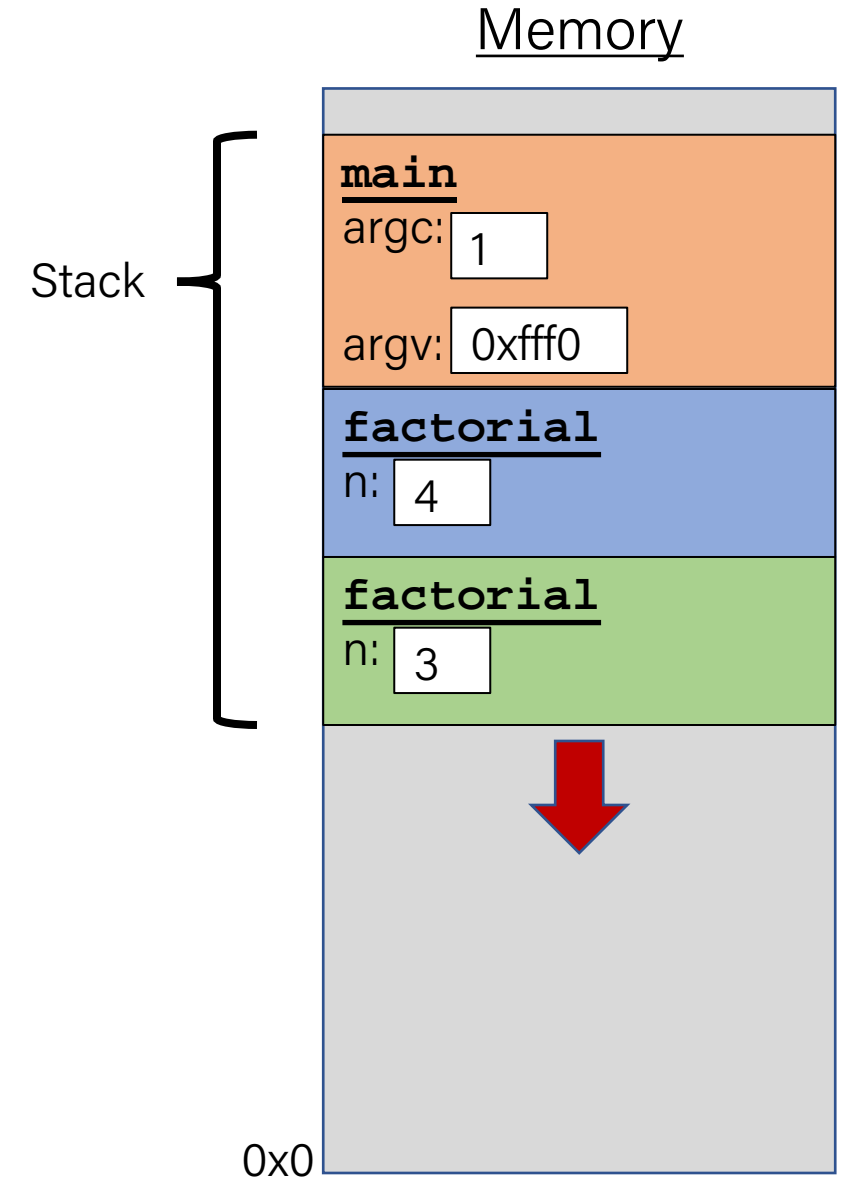 Memory
Stack
main
argc: 1
argv: 0xfff0
factorial
n: 4
factorial
n: 3
0x0